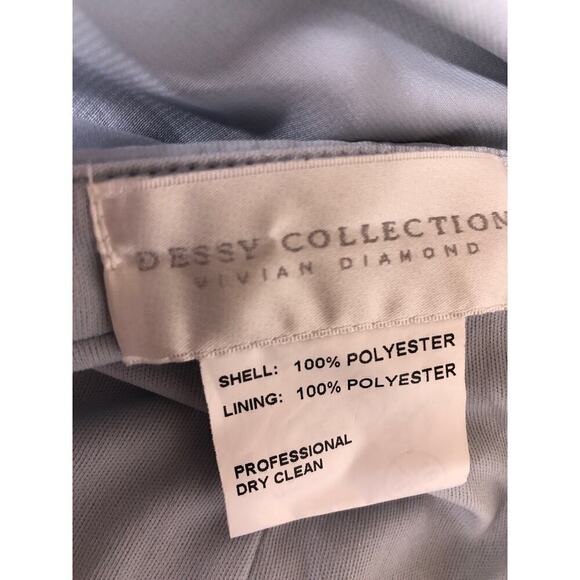 DESSY COLLECTION
VIVIAN DIAMOND
SHELL: 100% POLYESTER
LINING: 100% POLYESTER
PROFESSIONAL
DRY CLEAN